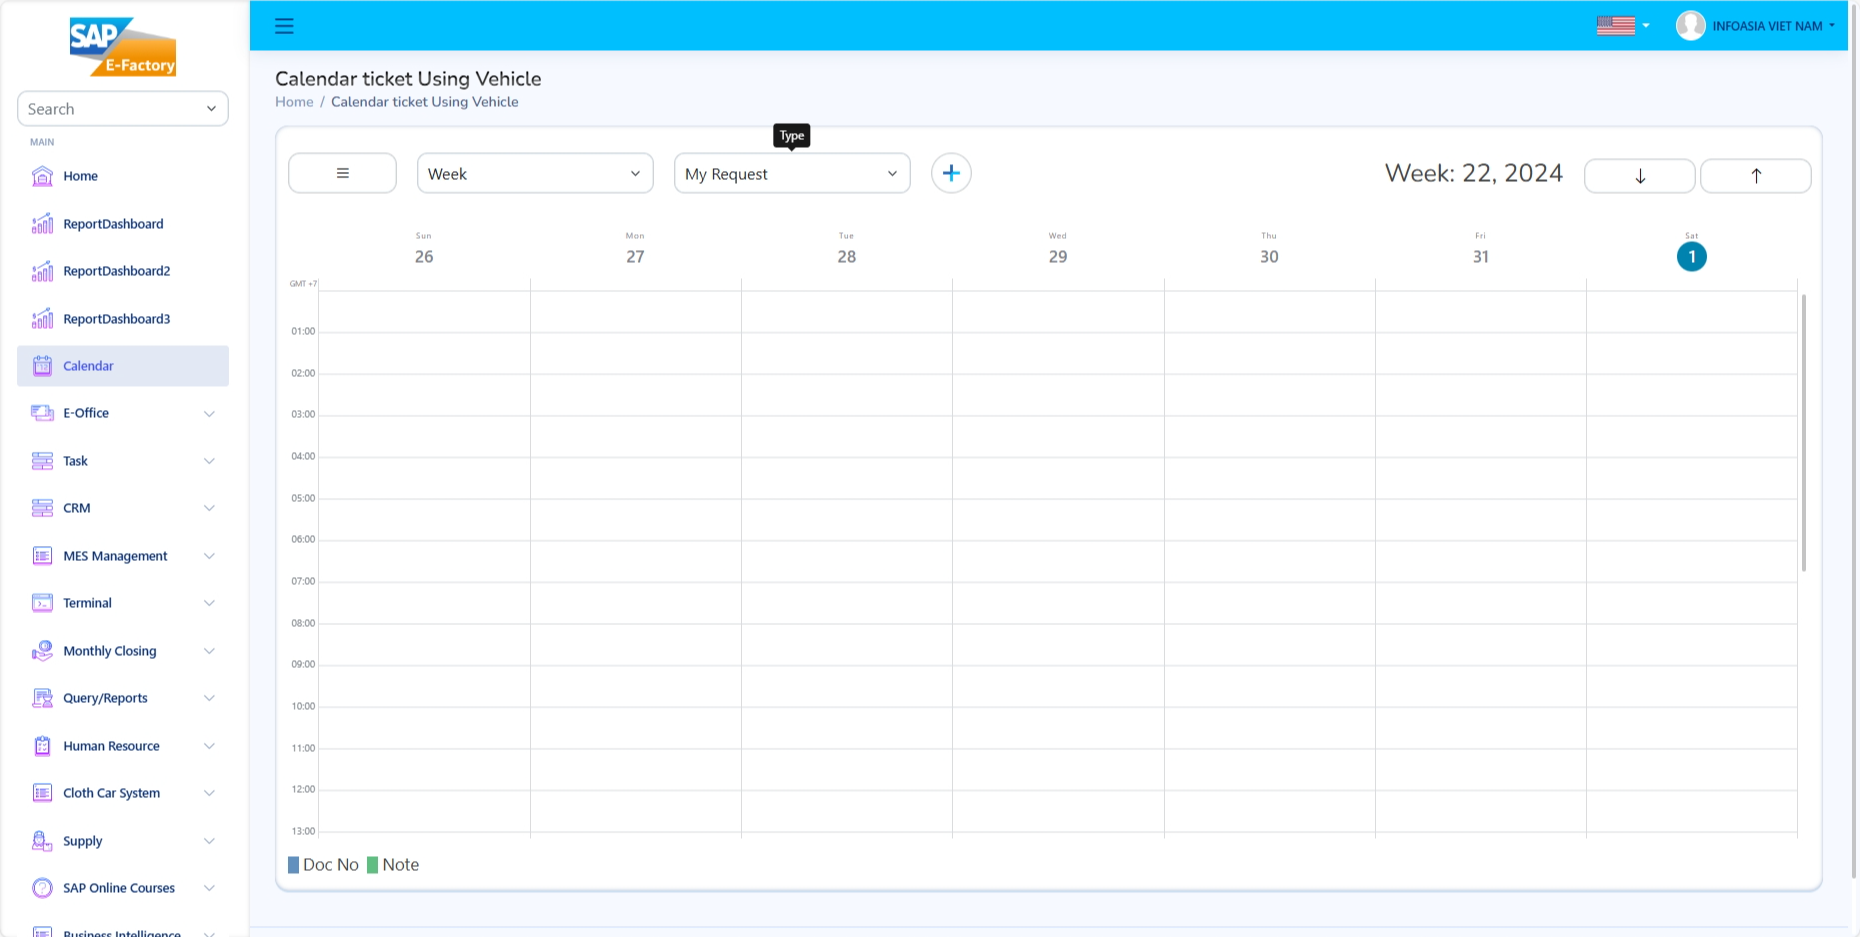 SAP
E-Factory
Search
MAIN
Home
ReportDashboard
ReportDashboard2
ReportDashboard3
Calendar
E-Office
Task
CRM
MES Management
Terminal
Monthly Closing
Query/Reports
Human Resource
Cloth Car System
Supply
SAP Online Courses
Business Intelligence
INFOASIA VIET NAM
Calendar ticket Using Vehicle
Home / Calendar ticket Using Vehicle
Type
Week
My Request
Week: 22, 2024
Sun Mon Tue Wed Thu Fri Sat
26 27 28 29 30 31 1
GMT +7
01:00
02:00
03:00
04:00
05:00
06:00
07:00
08:00
09:00
10:00
11:00
12:00
13:00
Doc No Note